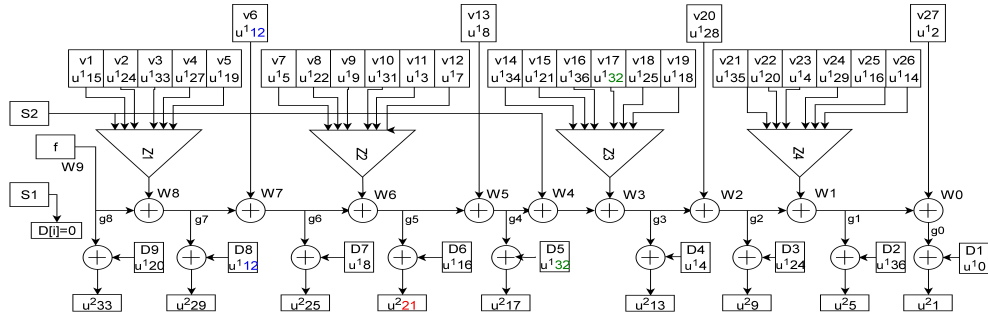 v6
u¹12
v13
u¹8
v20
u¹28
v27
u¹2
v1 v2 v3 v4 v5
u¹15 u¹24 u¹33 u¹27 u¹19
v7 v8 v9 v10 v11 v12
u¹5 u¹22 u¹9 u¹31 u¹3 u¹7
v14 v15 v16 v17 v18 v19
u¹34 u¹21 u¹36 u¹32 u¹25 u¹18
v21 v22 v23 v24 v25 v26
u¹35 u¹20 u¹4 u¹29 u¹16 u¹14
S2
f
W9
Z1 Z2 Z3 Z4
S1
W8 W7 W6 W5 W4 W3 W2 W1 W0
g8 g7 g6 g5 g4 g3 g2 g1
D[i]=0
g0
D9 D8 D7 D6 D5 D4 D3 D2 D1
u¹20 u¹12 u¹8 u¹16 u¹32 u¹4 u¹24 u¹36 u¹0
u²33 u²29 u²25 u²21 u²17 u²13 u²9 u²5 u²1